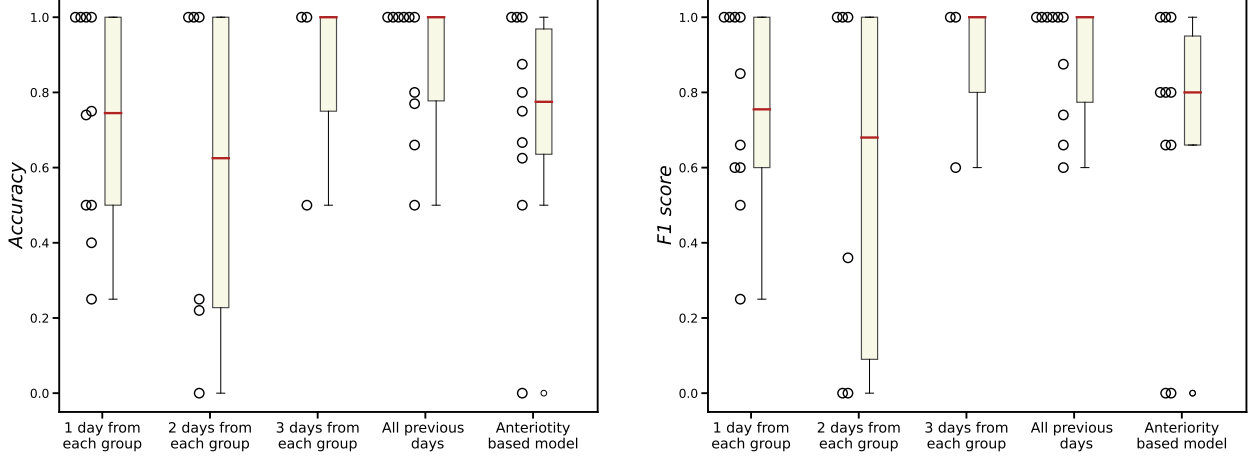 Accuracy
1.0
0.8
0.6
0.4
0.2
0.0
1 day from
each group
2 days from
each group
3 days from
each group
All previous
days
Anteriotity
based model
F1 score
1.0
0.8
0.6
0.4
0.2
0.0
1 day from
each group
2 days from
each group
3 days from
each group
All previous
days
Anteriority
based model